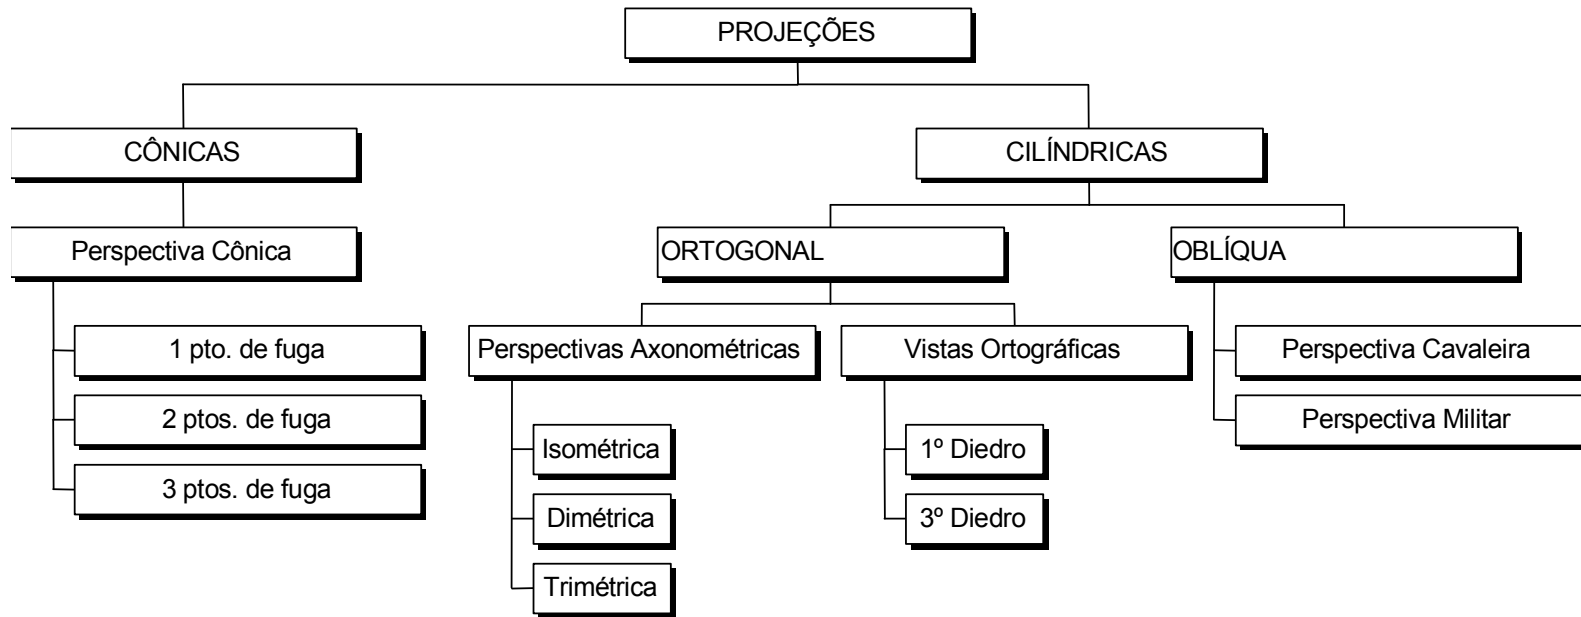 PROJEÇÕES
CÔNICAS
CILÍNDRICAS
Perspectiva Cônica
ORTOGONAL
OBLÍQUA
1 pto. de fuga
Perspectivas Axonométricas
Vistas Ortográficas
Perspectiva Cavaleira
2 ptos. de fuga
Perspectiva Militar
Isométrica
1º Diedro
3 ptos. de fuga
Dimétrica
3º Diedro
Trimétrica